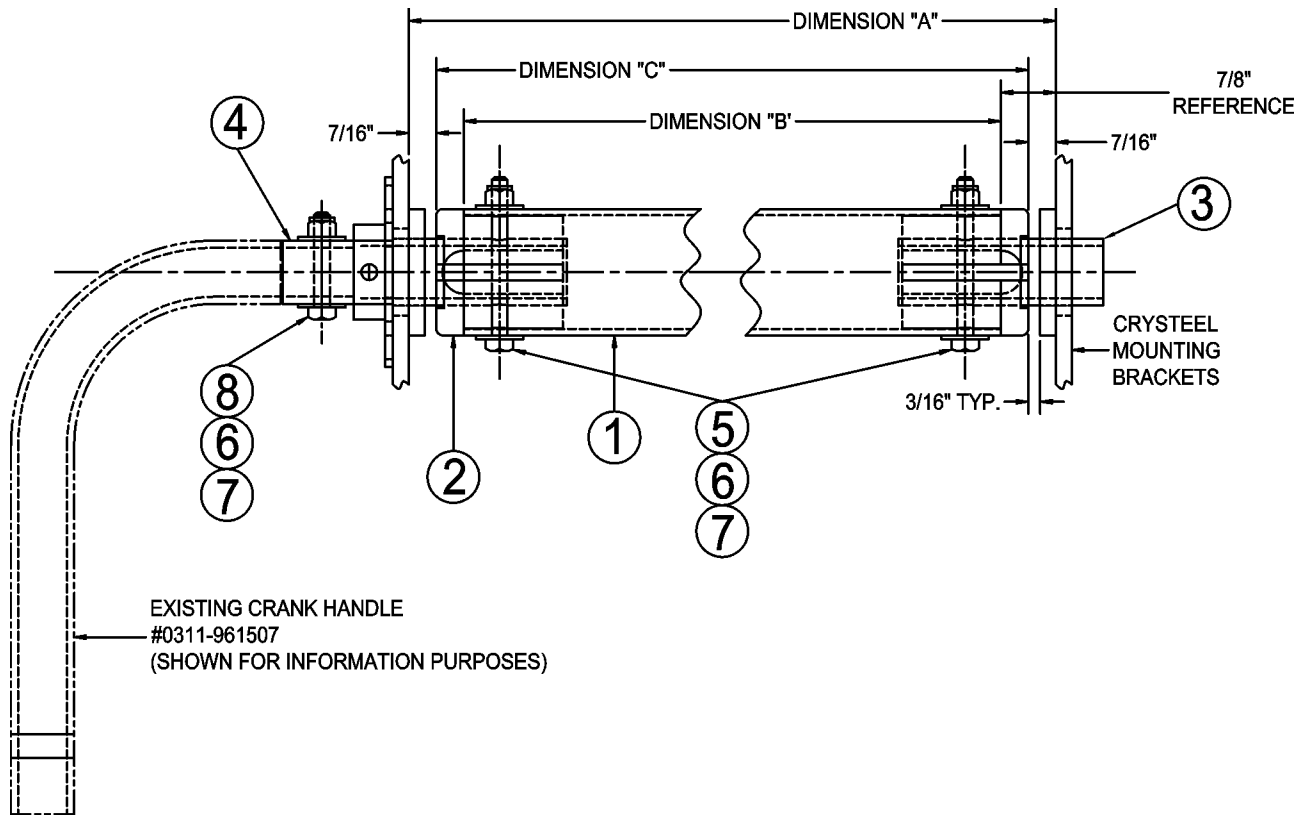 DIMENSION "A"
DIMENSION "C"
7/8"
REFERENCE
DIMENSION "B'
7/16"
7/16"
4
3
CRYSTEEL
MOUNTING
BRACKETS
3/16" TYP.
8
6
7
5
6
7
1
2
EXISTING CRANK HANDLE
#0311-961507
(SHOWN FOR INFORMATION PURPOSES)